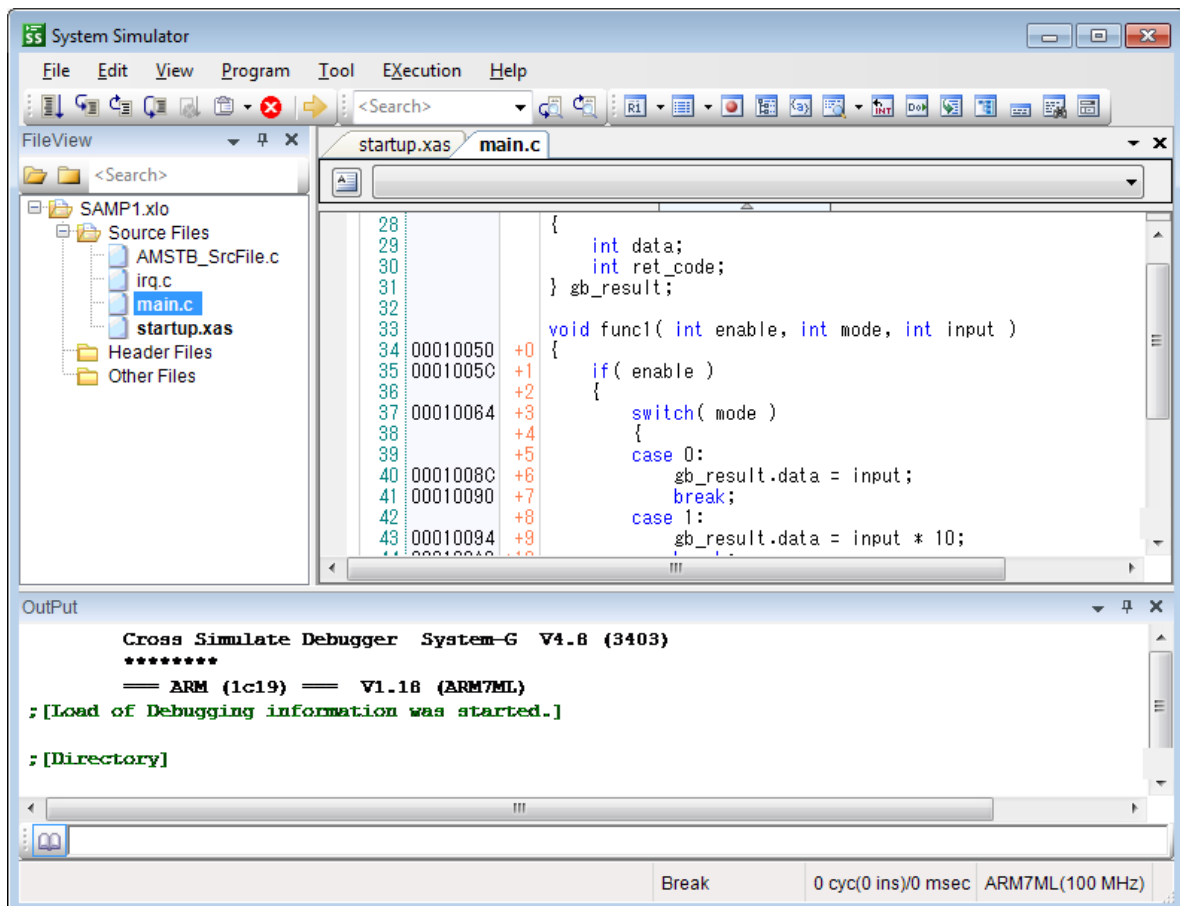 System Simulator
File Edit View Program Tool EXecution Help
<Search>
FileView
startup.xas main.c
<Search>
SAMP1.xlo
Source Files
AMSTB_SrcFile.c
irq.c
main.c
startup.xas
Header Files
Other Files
28 {
29 int data;
30 int ret_code;
31 } gb_result;
32
33 void func1( int enable, int mode, int input )
34 00010050 +0 {
35 0001005C +1 if( enable )
36 +2 {
37 00010064 +3 switch( mode )
38 +4 {
39 +5 case 0:
40 0001008C +6 gb_result.data = input;
41 00010090 +7 break;
42 +8 case 1:
43 00010094 +9 gb_result.data = input * 10;
OutPut
Cross Simulate Debugger System-G V4.8 (3403)
********
=== ARM (1c19) === V1.18 (ARM7ML)
;[Load of Debugging information was started.]
;[Directory]
Break 0 cyc(0 ins)/0 msec ARM7ML(100 MHz)